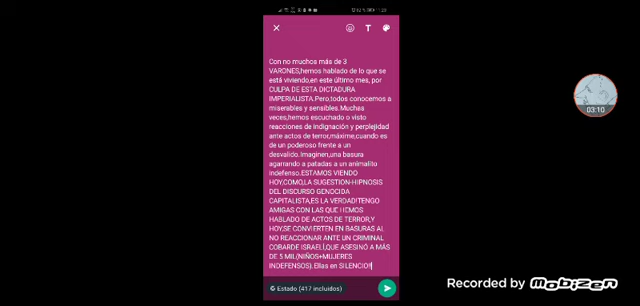 11:20
Con no muchos más de 3
VARONES,hemos hablado de lo que se
está viviendo,en este último mes, por
CULPA DE ESTA DICTADURA
IMPERIALISTA.Pero,todos conocemos a
miserables y sensibles.Muchas
veces,hemos escuchado o visto
reacciones de indignación y perplejidad
ante actos de terror,máxime,cuando es
de un poderoso frente a un
desvalido.Imaginen,una basura
agarrando a patadas a un animalito
indefenso.ESTAMOS VIENDO
HOY,COMO,LA SUGESTION-HIPNOSIS
DEL DISCURSO GENOCIDA
CAPITALISTA,ES LA VERDAD!TENGO
AMIGAS CON LAS QUE HEMOS
HABLADO DE ACTOS DE TERROR,Y
HOY,SE CONVIERTEN EN BASURAS AL
NO REACCIONAR ANTE UN CRIMINAL
COBARDE ISRAELÍ,QUE ASESINÓ A MÁS
DE 5 MIL(NIÑOS+MUJERES
INDEFENSOS).Ellas en SILENCIO!!
Estado (417 incluidos)
03:10
Recorded by mobizen